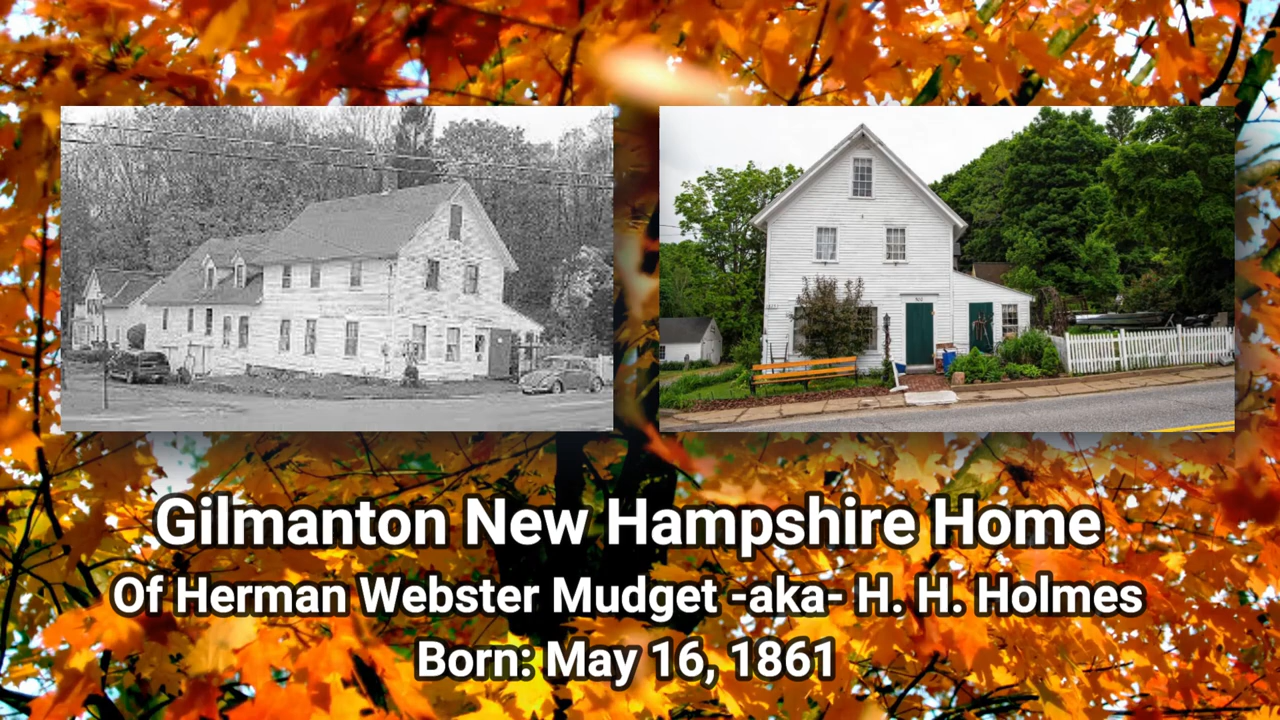 Gilmanton New Hampshire Home
Of Herman Webster Mudget -aka- H. H. Holmes
Born: May 16, 1861